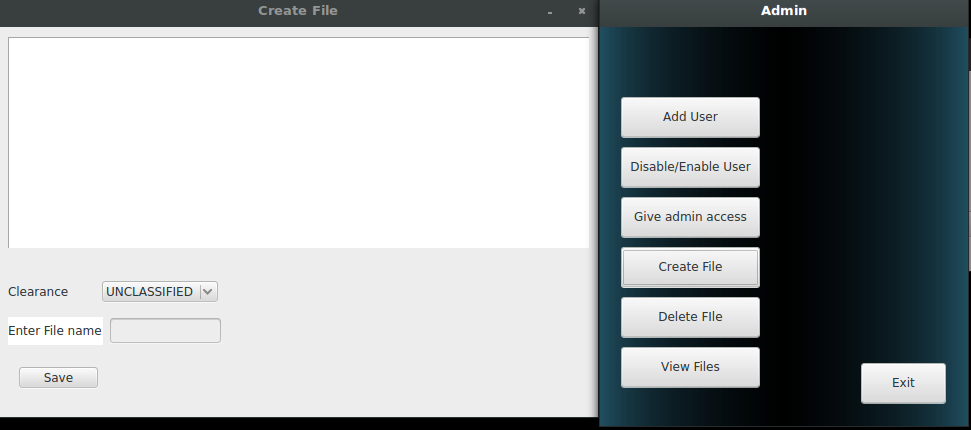 Create File
Clearance
UNCLASSIFIED
Enter File name
Save
Admin
Add User
Disable/Enable User
Give admin access
Create File
Delete FIle
View Files
Exit